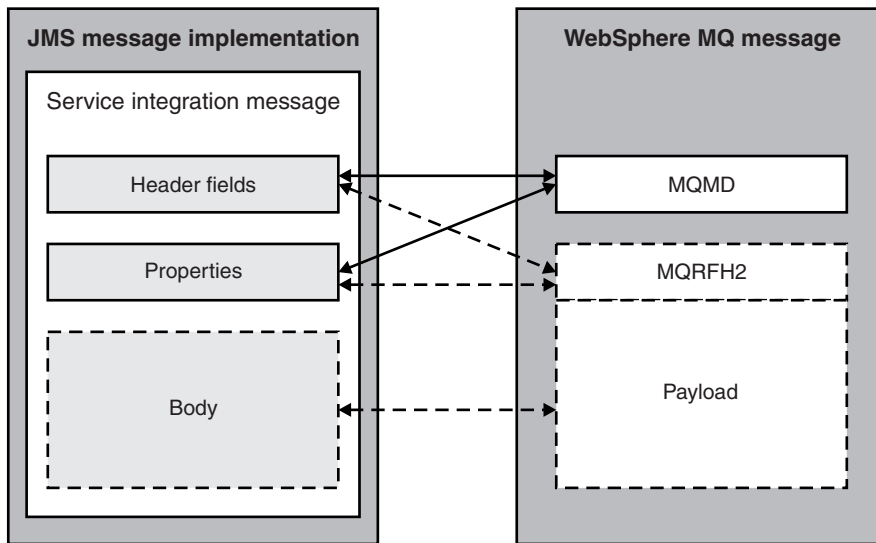 JMS message implementation
WebSphere MQ message
Service integration message
Header fields
MQMD
Properties
MQRFH2
Body
Payload